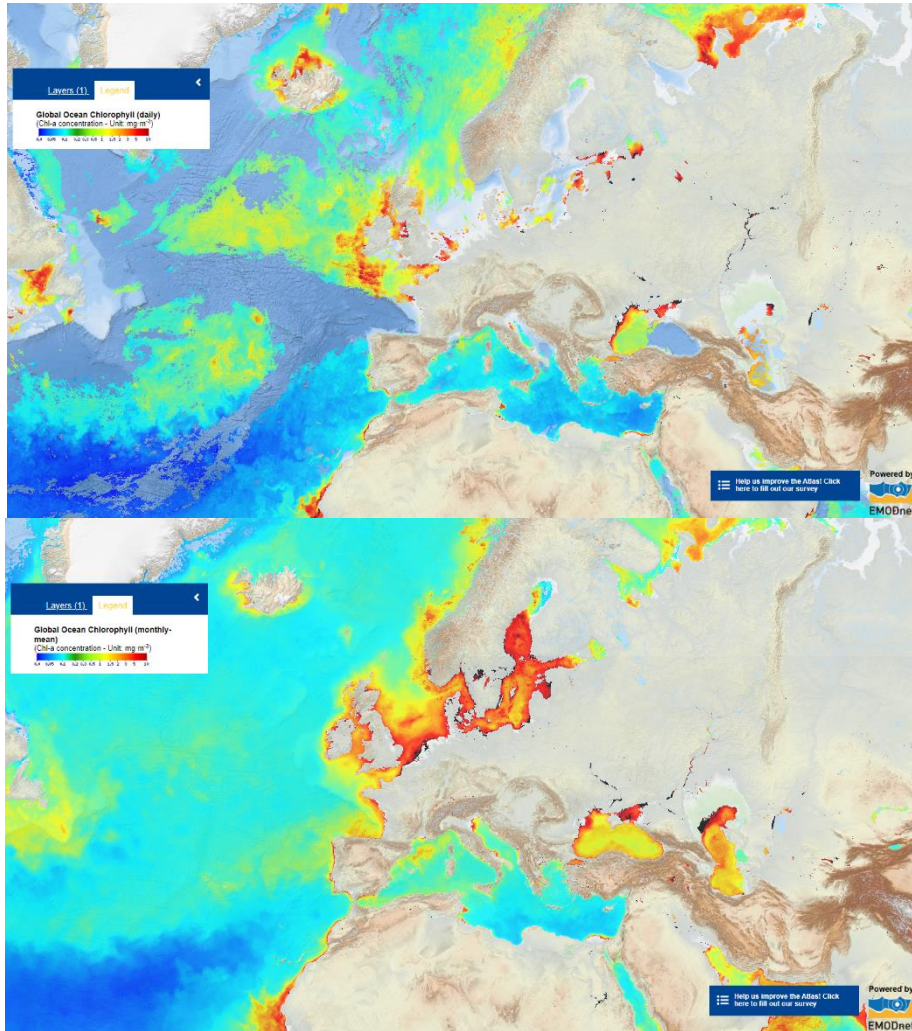 Layers (1)   Legend
Global Ocean Chlorophyll (daily)
(Chl-a concentration - Unit: mg m⁻³)
Help us improve the Atlas! Click
here to fill out our survey
Powered by
EMODnet
Layers (1)   Legend
Global Ocean Chlorophyll (monthly-
mean)
(Chl-a concentration - Unit: mg m⁻³)
Help us improve the Atlas! Click
here to fill out our survey
Powered by
EMODnet